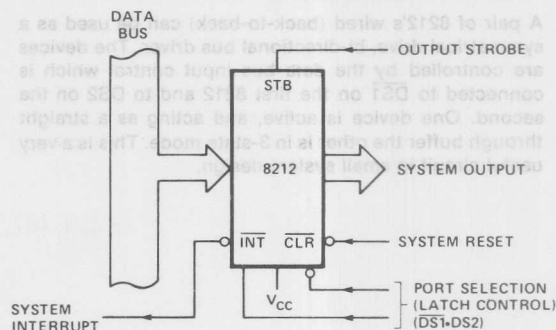 DATA
BUS
A pair of 8212's wired (back-to-back) can be used as a
drive, bi-directional bus driver. The devices
are controlled by the data bus input control which is
connected to DS1 on the first 8212 and to DS2 on the
second. One device is active, and acting as a straight
through buffer the other is in 3-state mode. This is a very
small system design.
OUTPUT STROBE
STB
8212
SYSTEM OUTPUT
INT CLR
SYSTEM RESET
VCC
PORT SELECTION
(LATCH CONTROL)
(DS1•DS2)
SYSTEM
INTERRUPT